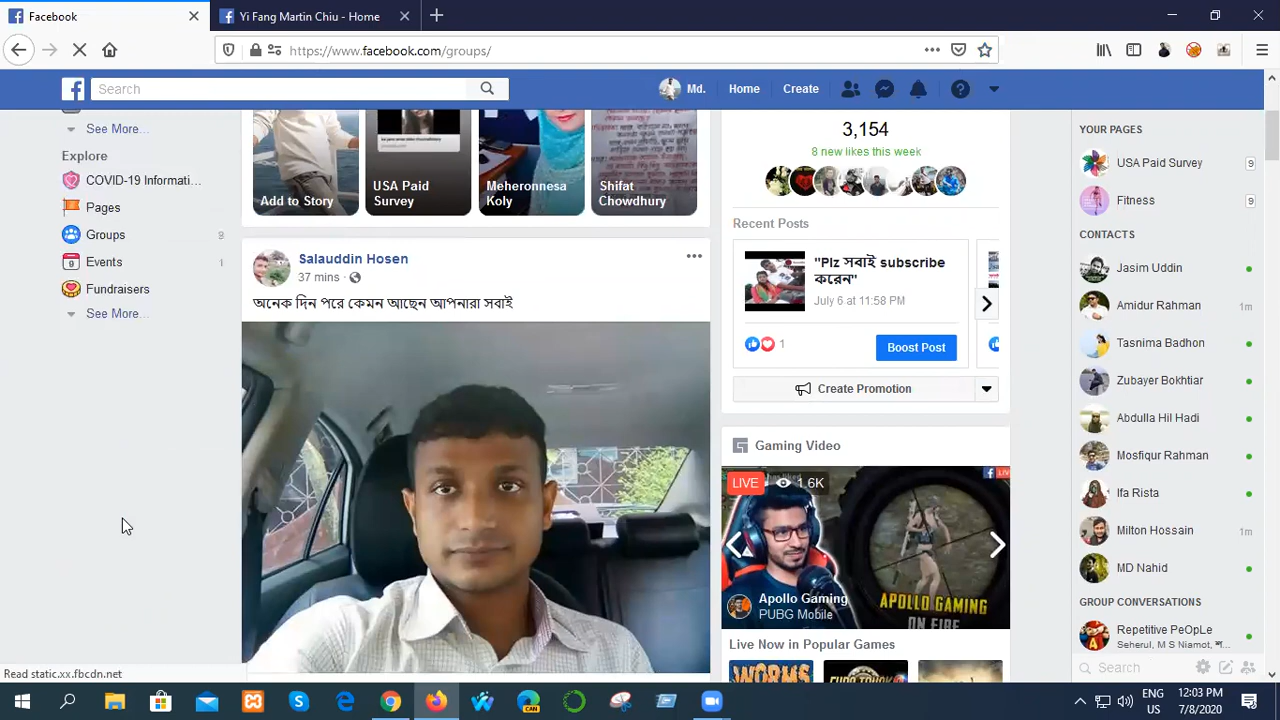 Facebook
Yi Fang Martin Chiu - Home
https://www.facebook.com/groups/
Search
Md.
Home
Create
See More...
Explore
COVID-19 Informati...
Pages
Groups
9
Events
1
Fundraisers
See More...
Add to Story
USA Paid
Survey
Meheronnesa
Koly
Shifat
Chowdhury
Salauddin Hosen
37 mins ·
অনেক দিন পরে কেমন আছেন আপনারা সবাই
3,154
8 new likes this week
Recent Posts
"Plz সবাই subscribe
করেন"
July 6 at 11:58 PM
1
Boost Post
Create Promotion
Gaming Video
LIVE
1.6K
LIV
APOLLO GAMING
ON FIRE
Apollo Gaming
PUBG Mobile
Live Now in Popular Games
WORMS
YOUR PAGES
USA Paid Survey
9
Fitness
9
CONTACTS
Jasim Uddin
Amidur Rahman
1m
Tasnima Badhon
Zubayer Bokhtiar
Abdulla Hil Hadi
Mosfiqur Rahman
Ifa Rista
Milton Hossain
1m
MD Nahid
GROUP CONVERSATIONS
Repetitive PeOpLe
Seherul, M S Niamot,
Search
Read static.xx.fbcdn.net
CAN
ENG
US
12:03 PM
7/8/2020